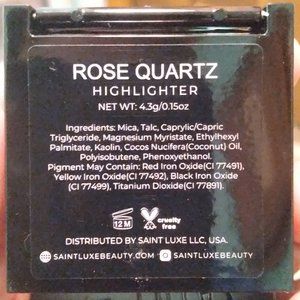 ROSE QUARTZ
HIGHLIGHTER
NET WT: 4.3g/0.15oz
Ingredients: Mica, Talc, Caprylic/Capric
Triglyceride, Magnesium Myristate, Ethylhexyl
Palmitate, Kaolin, Cocos Nucifera(Coconut) Oil,
Polyisobutene, Phenoxyethanol.
Pigment May Contain: Red Iron Oxide(CI 77491),
Yellow Iron Oxide(CI 77492), Black Iron Oxide
(CI 77499), Titanium Dioxide(CI 77891).
12 M
cruelty
free
DISTRIBUTED BY SAINT LUXE LLC, USA.
SAINTLUXEBEAUTY.COM SAINTLUXEBEAUTY